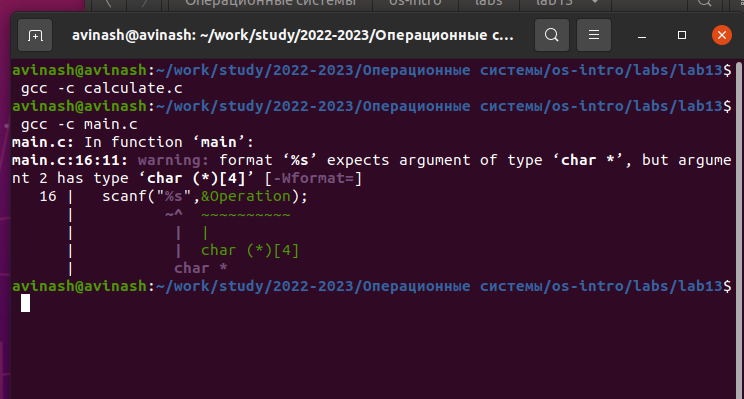 Операционные системы os-intro labs lab13
avinash@avinash: ~/work/study/2022-2023/Операционные с...
avinash@avinash:~/work/study/2022-2023/Операционные системы/os-intro/labs/lab13$
gcc -c calculate.c
avinash@avinash:~/work/study/2022-2023/Операционные системы/os-intro/labs/lab13$
gcc -c main.c
main.c: In function ‘main’:
main.c:16:11: warning: format ‘%s’ expects argument of type ‘char *’, but argume
nt 2 has type ‘char (*)[4]’ [-Wformat=]
   16 |   scanf("%s",&Operation);
      |          ~^  ~~~~~~~~~~
      |           |  |
      |           |  char (*)[4]
      |           char *
avinash@avinash:~/work/study/2022-2023/Операционные системы/os-intro/labs/lab13$